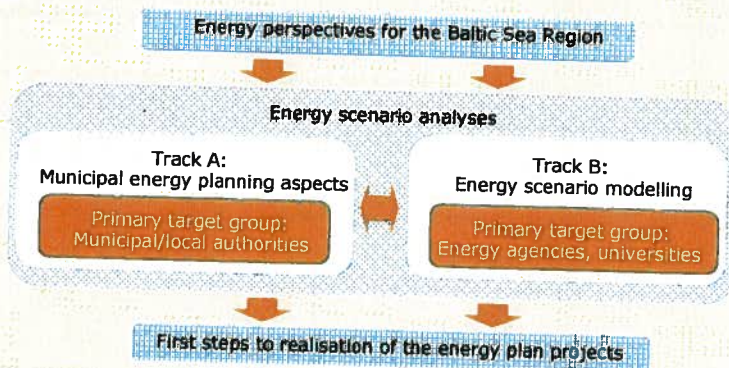 Energy perspectives for the Baltic Sea Region
Energy scenario analyses
Track A:
Municipal energy planning aspects
Primary target group:
Municipal/local authorities
Track B:
Energy scenario modelling
Primary target group:
Energy agencies, universities
First steps to realisation of the energy plan projects